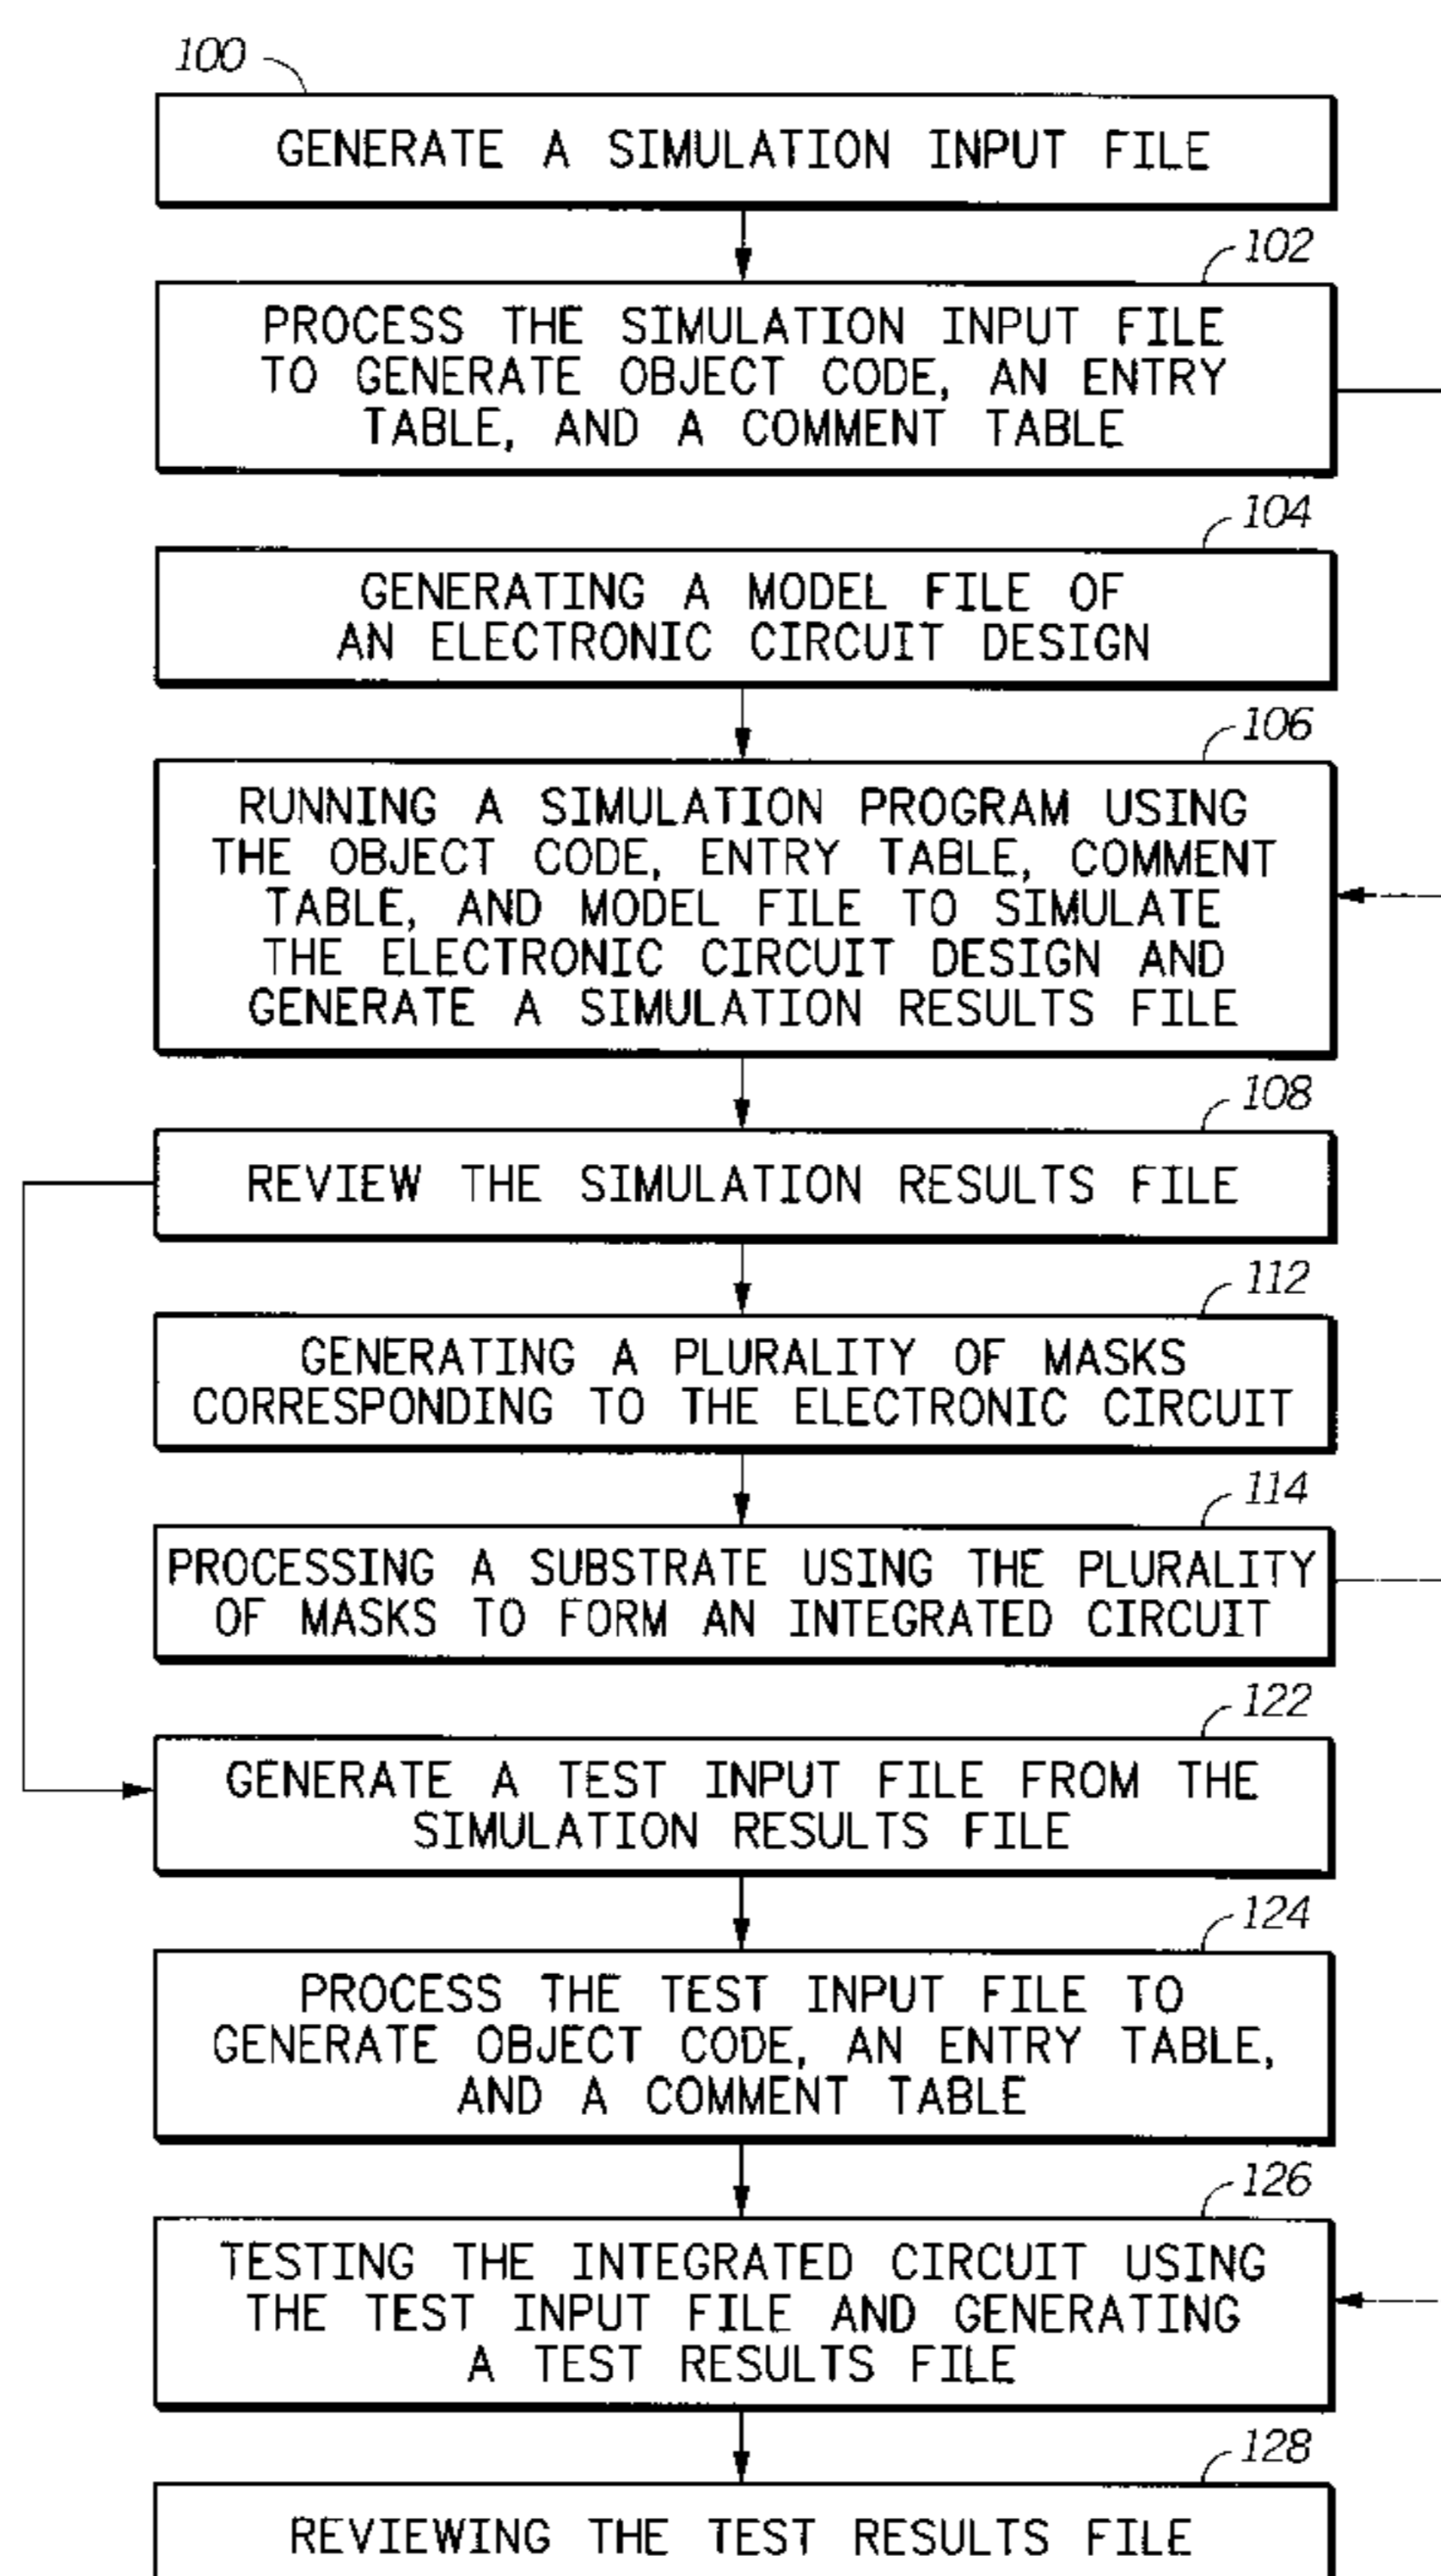 100
GENERATE A SIMULATION INPUT FILE
102
PROCESS THE SIMULATION INPUT FILE
TO GENERATE OBJECT CODE, AN ENTRY
TABLE, AND A COMMENT TABLE
104
GENERATING A MODEL FILE OF
AN ELECTRONIC CIRCUIT DESIGN
106
RUNNING A SIMULATION PROGRAM USING
THE OBJECT CODE, ENTRY TABLE, COMMENT
TABLE, AND MODEL FILE TO SIMULATE
THE ELECTRONIC CIRCUIT DESIGN AND
GENERATE A SIMULATION RESULTS FILE
108
REVIEW THE SIMULATION RESULTS FILE
112
GENERATING A PLURALITY OF MASKS
CORRESPONDING TO THE ELECTRONIC CIRCUIT
114
PROCESSING A SUBSTRATE USING THE PLURALITY
OF MASKS TO FORM AN INTEGRATED CIRCUIT
122
GENERATE A TEST INPUT FILE FROM THE
SIMULATION RESULTS FILE
124
PROCESS THE TEST INPUT FILE TO
GENERATE OBJECT CODE, AN ENTRY TABLE,
AND A COMMENT TABLE
126
TESTING THE INTEGRATED CIRCUIT USING
THE TEST INPUT FILE AND GENERATING
A TEST RESULTS FILE
128
REVIEWING THE TEST RESULTS FILE